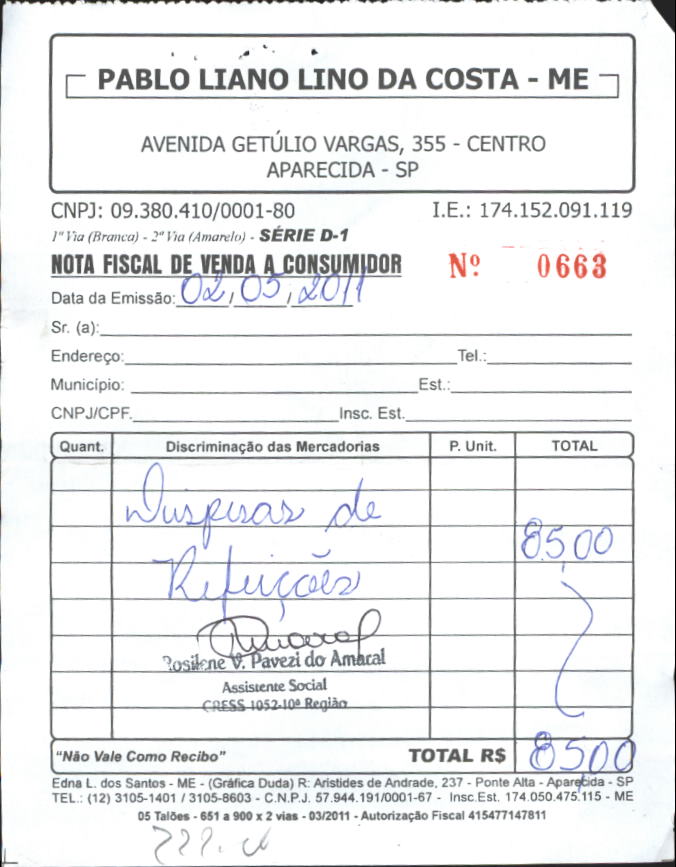 PABLO LIANO LINO DA COSTA - ME
AVENIDA GETÚLIO VARGAS, 355 - CENTRO
APARECIDA - SP
CNPJ: 09.380.410/0001-80 I.E.: 174.152.091.119
1ª Via (Branca) - 2ª Via (Amarelo) - SÉRIE D-1
NOTA FISCAL DE VENDA A CONSUMIDOR Nº 0663
Data da Emissão: 02/05/2011
Sr. (a):
Endereço: Tel.:
Município: Est.:
CNPJ/CPF. Insc. Est.
Quant. Discriminação das Mercadorias P. Unit. TOTAL
Despesas de
85,00
Refeições
Rosilene V. Pavezi do Amaral
Assistente Social
CRESS 1052-10ª Região
"Não Vale Como Recibo" TOTAL R$ 85,00
Edna L. dos Santos - ME - (Gráfica Duda) R: Aristides de Andrade, 237 - Ponte Alta - Aparecida - SP
TEL.: (12) 3105-1401 / 3105-8603 - C.N.P.J. 57.944.191/0001-67 - Insc.Est. 174.050.475.115 - ME
05 Talões - 651 a 900 x 2 vias - 03/2011 - Autorização Fiscal 415477147811